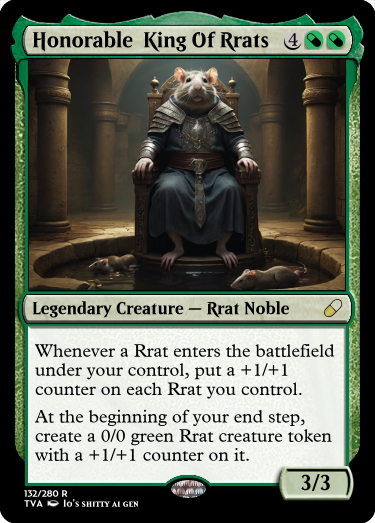 Honorable King Of Rrats 4
Legendary Creature — Rrat Noble
Whenever a Rrat enters the battlefield
under your control, put a +1/+1
counter on each Rrat you control.
At the beginning of your end step,
create a 0/0 green Rrat creature token
with a +1/+1 counter on it.
3/3
132/280 R
TVA Io's shitty ai gen